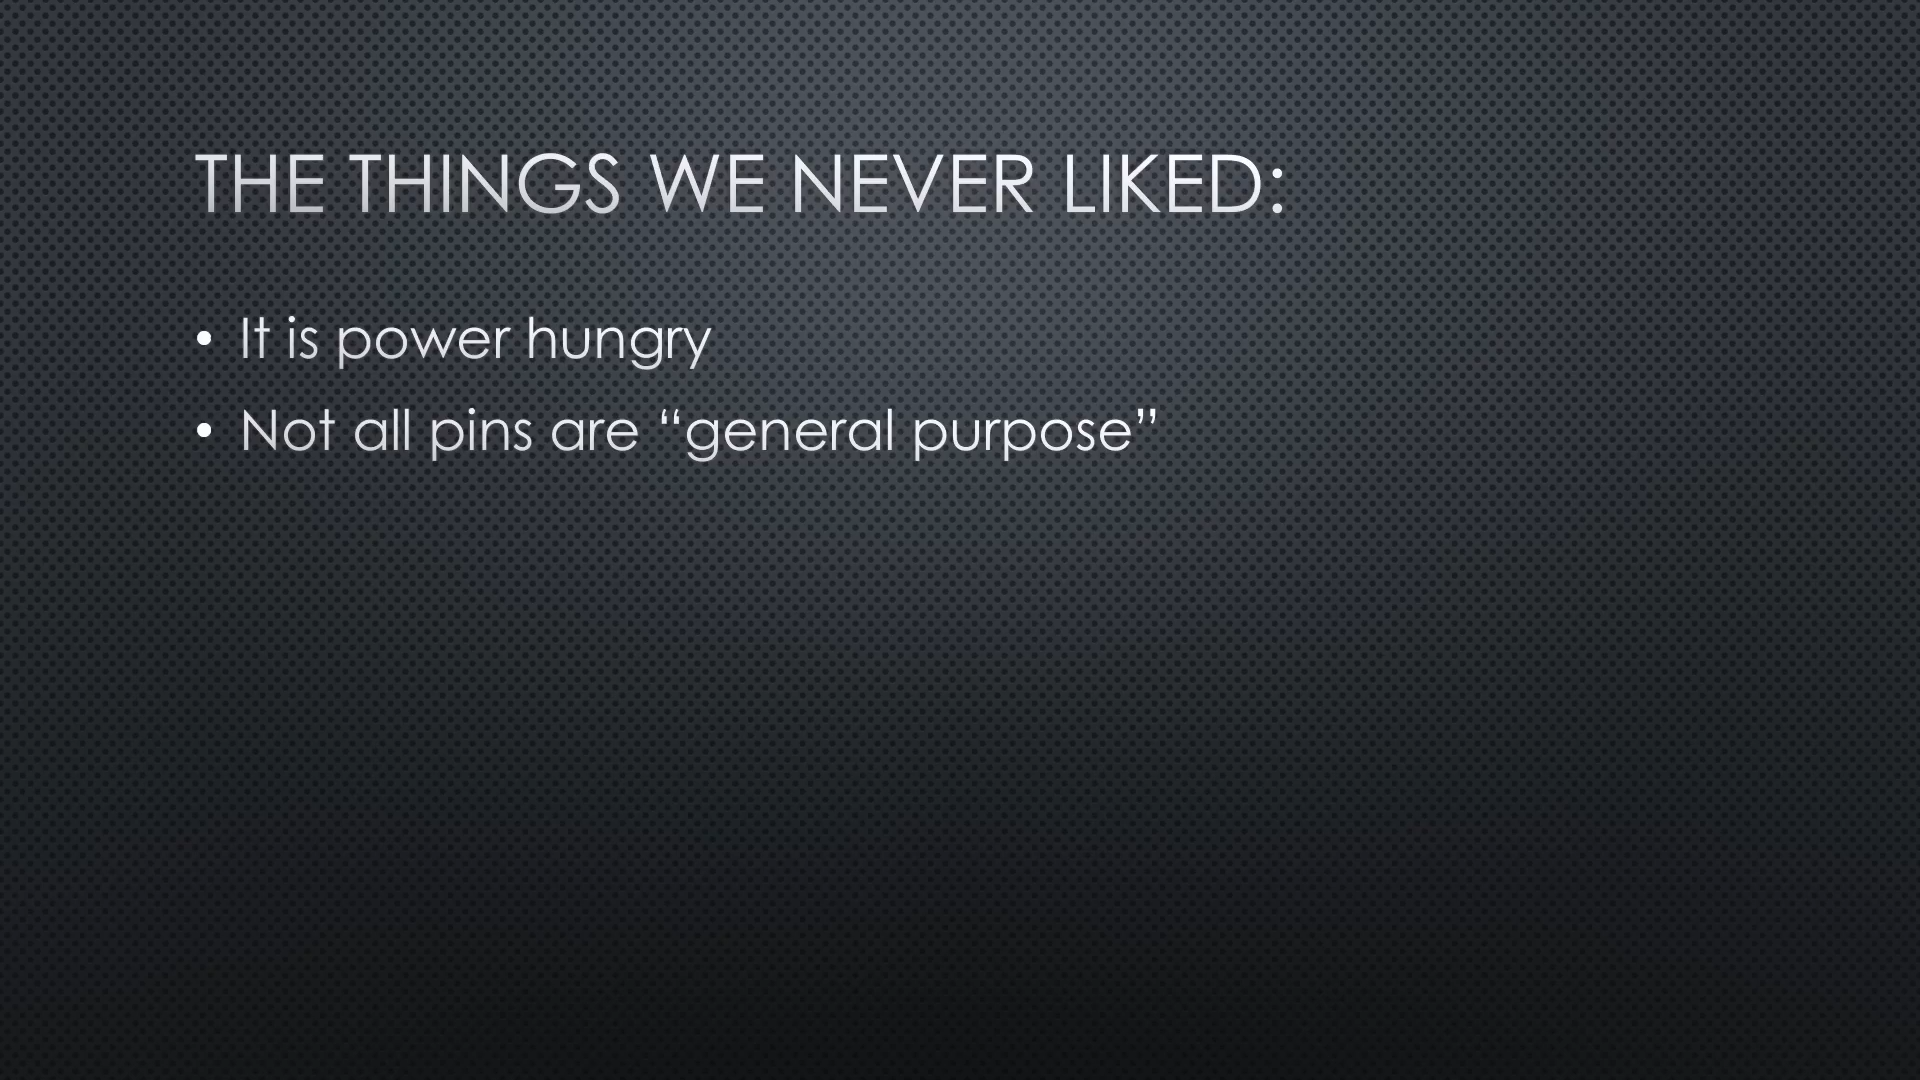 THE THINGS WE NEVER LIKED:
• It is power hungry
• Not all pins are “general purpose”